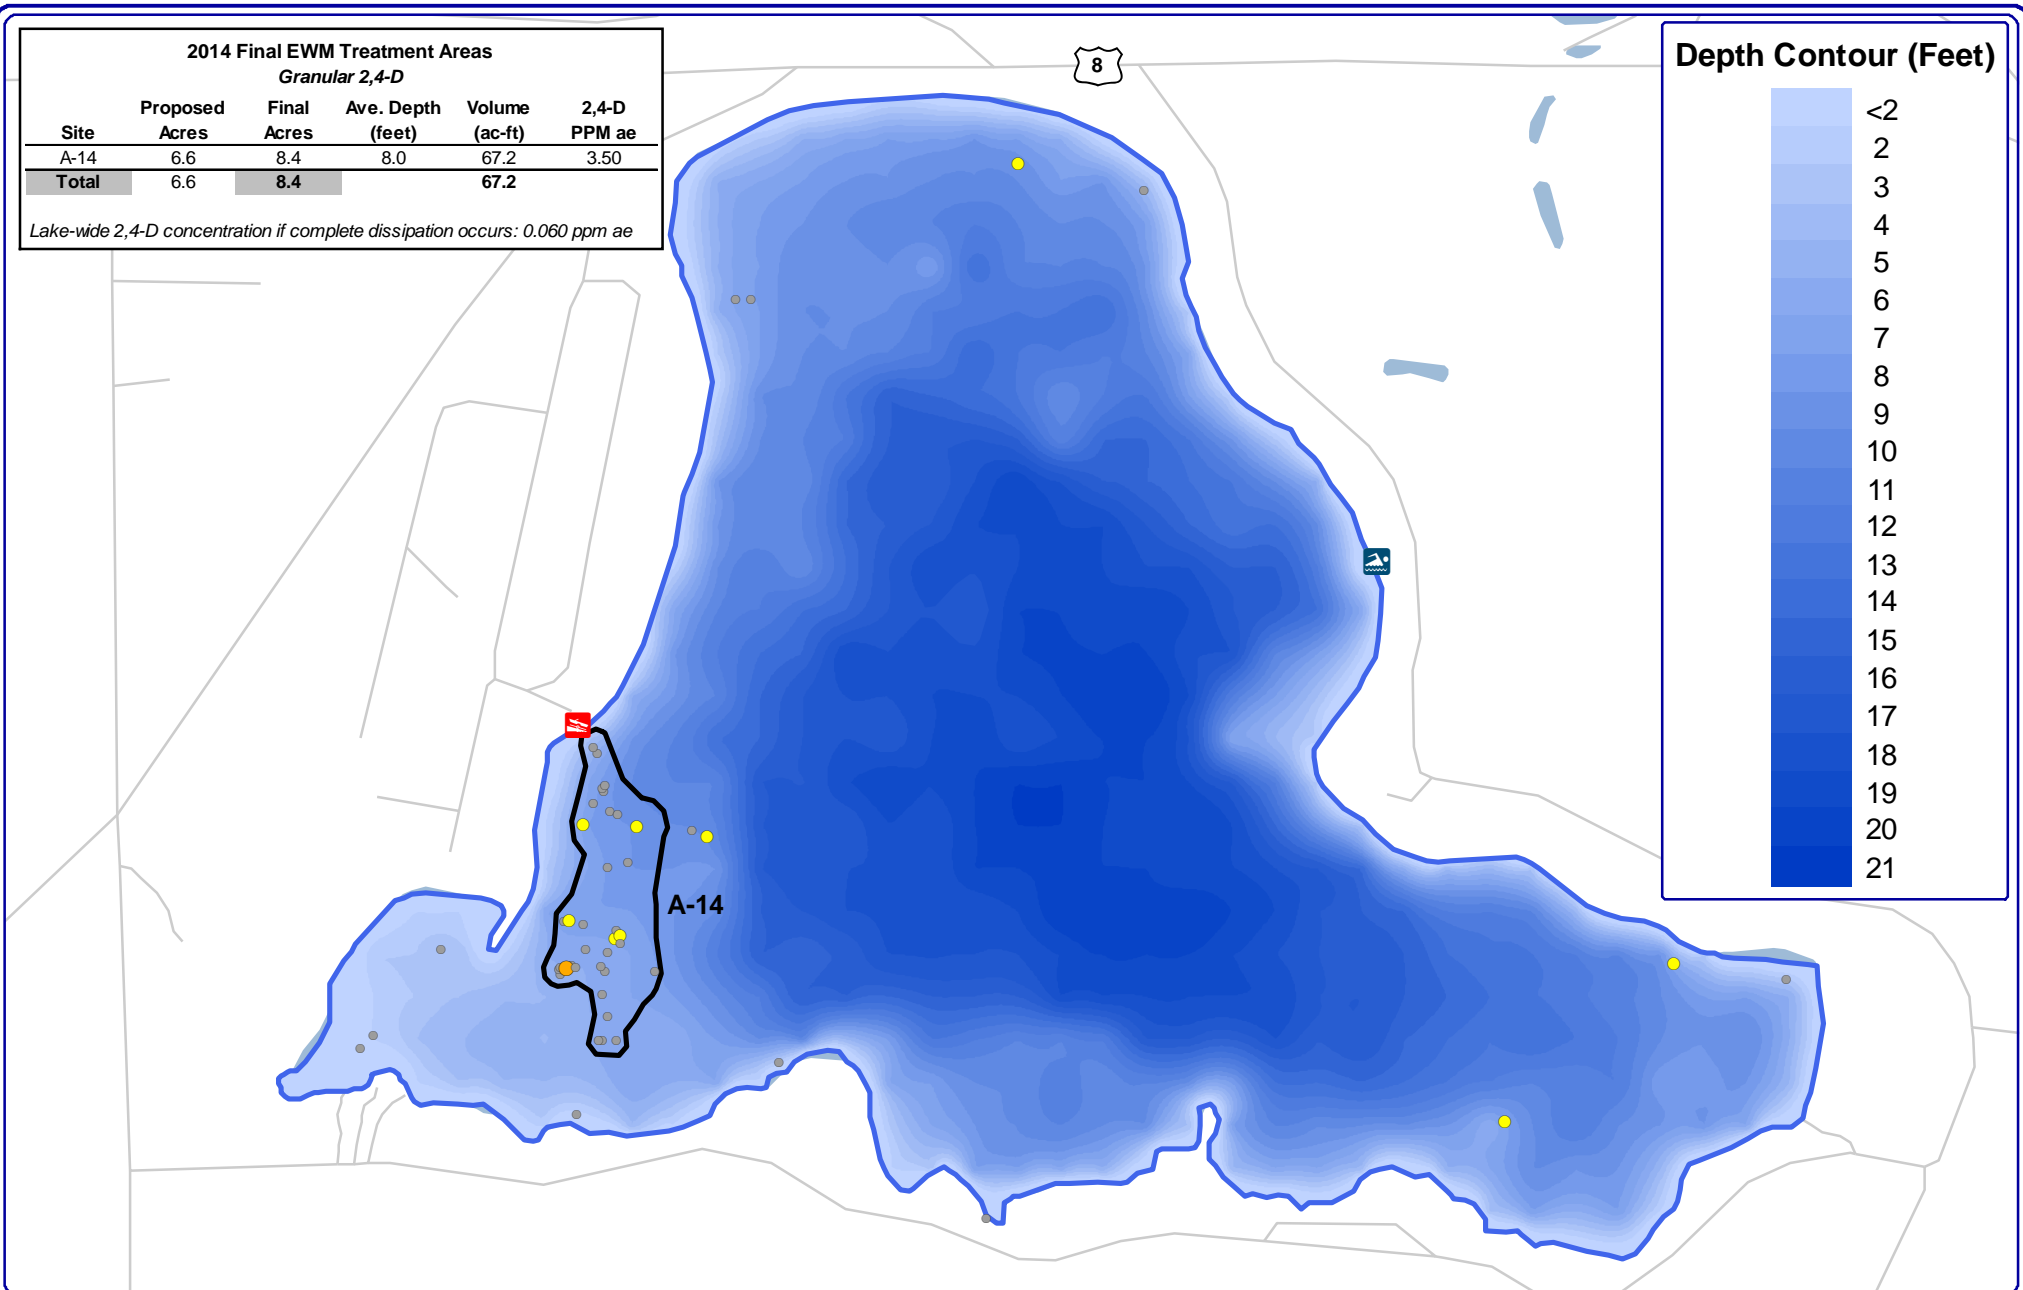 2014 Final EWM Treatment Areas
Granular 2,4-D
Proposed Final Ave. Depth Volume 2,4-D
Site Acres Acres (feet) (ac-ft) PPM ae
A-14 6.6 8.4 8.0 67.2 3.50
Total 6.6 8.4 67.2
Lake-wide 2,4-D concentration if complete dissipation occurs: 0.060 ppm ae
8
Depth Contour (Feet)
<2
2
3
4
5
6
7
8
9
10
11
12
13
14
15
16
17
18
19
20
21
A-14